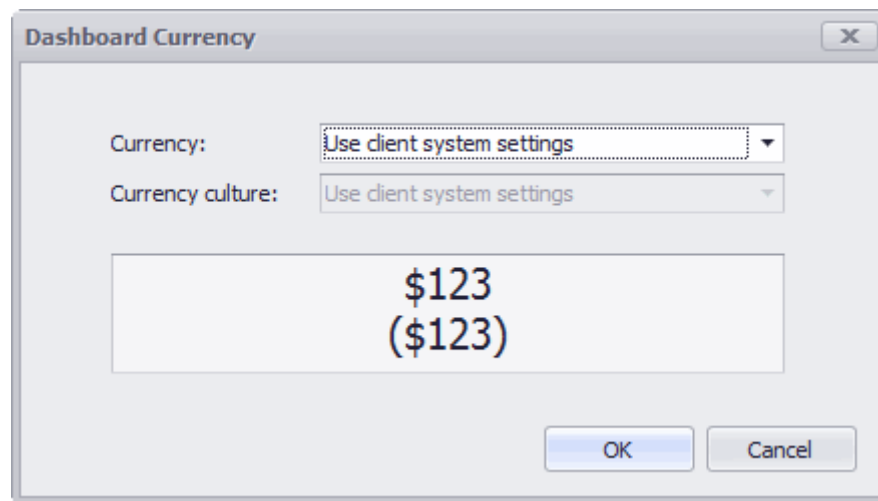 Dashboard Currency
Currency: Use client system settings
Currency culture: Use client system settings
$123
($123)
OK Cancel